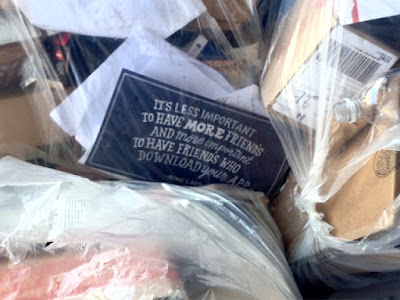 IT'S LESS IMPORTANT
TO HAVE MORE FRIENDS
AND more important
TO HAVE FRIENDS WHO
DOWNLOAD your APP